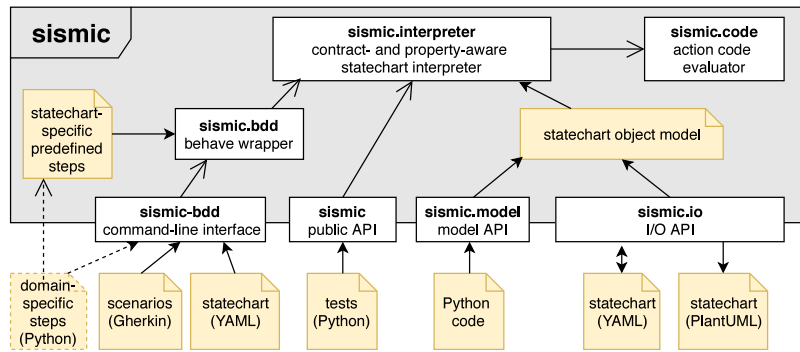 sismic
sismic.interpreter
contract- and property-aware
statechart interpreter
sismic.code
action code
evaluator
statechart-
specific
predefined
steps
sismic.bdd
behave wrapper
statechart object model
sismic-bdd
command-line interface
sismic
public API
sismic.model
model API
sismic.io
I/O API
domain-
specific
steps
(Python)
scenarios
(Gherkin)
statechart
(YAML)
tests
(Python)
Python
code
statechart
(YAML)
statechart
(PlantUML)